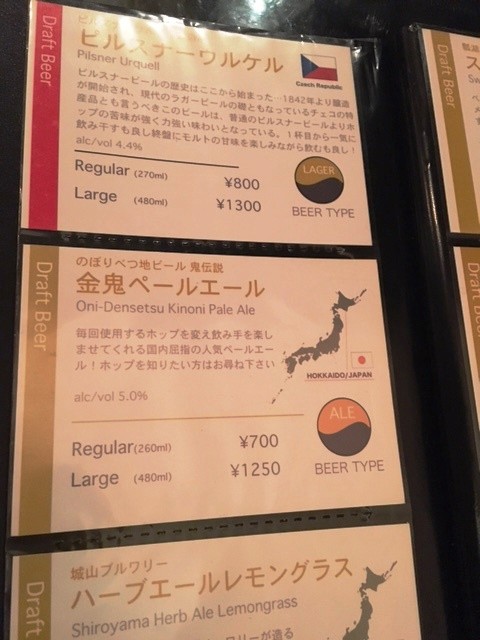 Draft Beer
ピルスナーウルケル
Pilsner Urquell
Czech Republic
ピルスナービールの歴史はここから始まった…1842年より醸造
が開始され、現代のラガービールの礎ともなっているチェコの特
産品とも言うべきこのビールは、普通のピルスナービールよりホ
ップの苦味が強く力強い味わいとなっている。1杯目から一気に
飲み干すも良し終盤にモルトの甘味を楽しみながら飲むも良し!
alc/vol 4.4%
Regular (270ml) ¥800
Large (480ml) ¥1300
LAGER
BEER TYPE
Draft Beer
のぼりべつ地ビール 鬼伝説
金鬼ペールエール
Oni-Densetsu Kinoni Pale Ale
毎回使用するホップを変え飲み手を楽し
ませてくれる国内屈指の人気ペールエー
ル!ホップを知りたい方はお尋ね下さい
HOKKAIDO/JAPAN
alc/vol 5.0%
Regular(260ml) ¥700
Large (480ml) ¥1250
ALE
BEER TYPE
Draft
城山ブルワリー
ハーブエールレモングラス
Shiroyama Herb Ale Lemongrass
Draft Beer